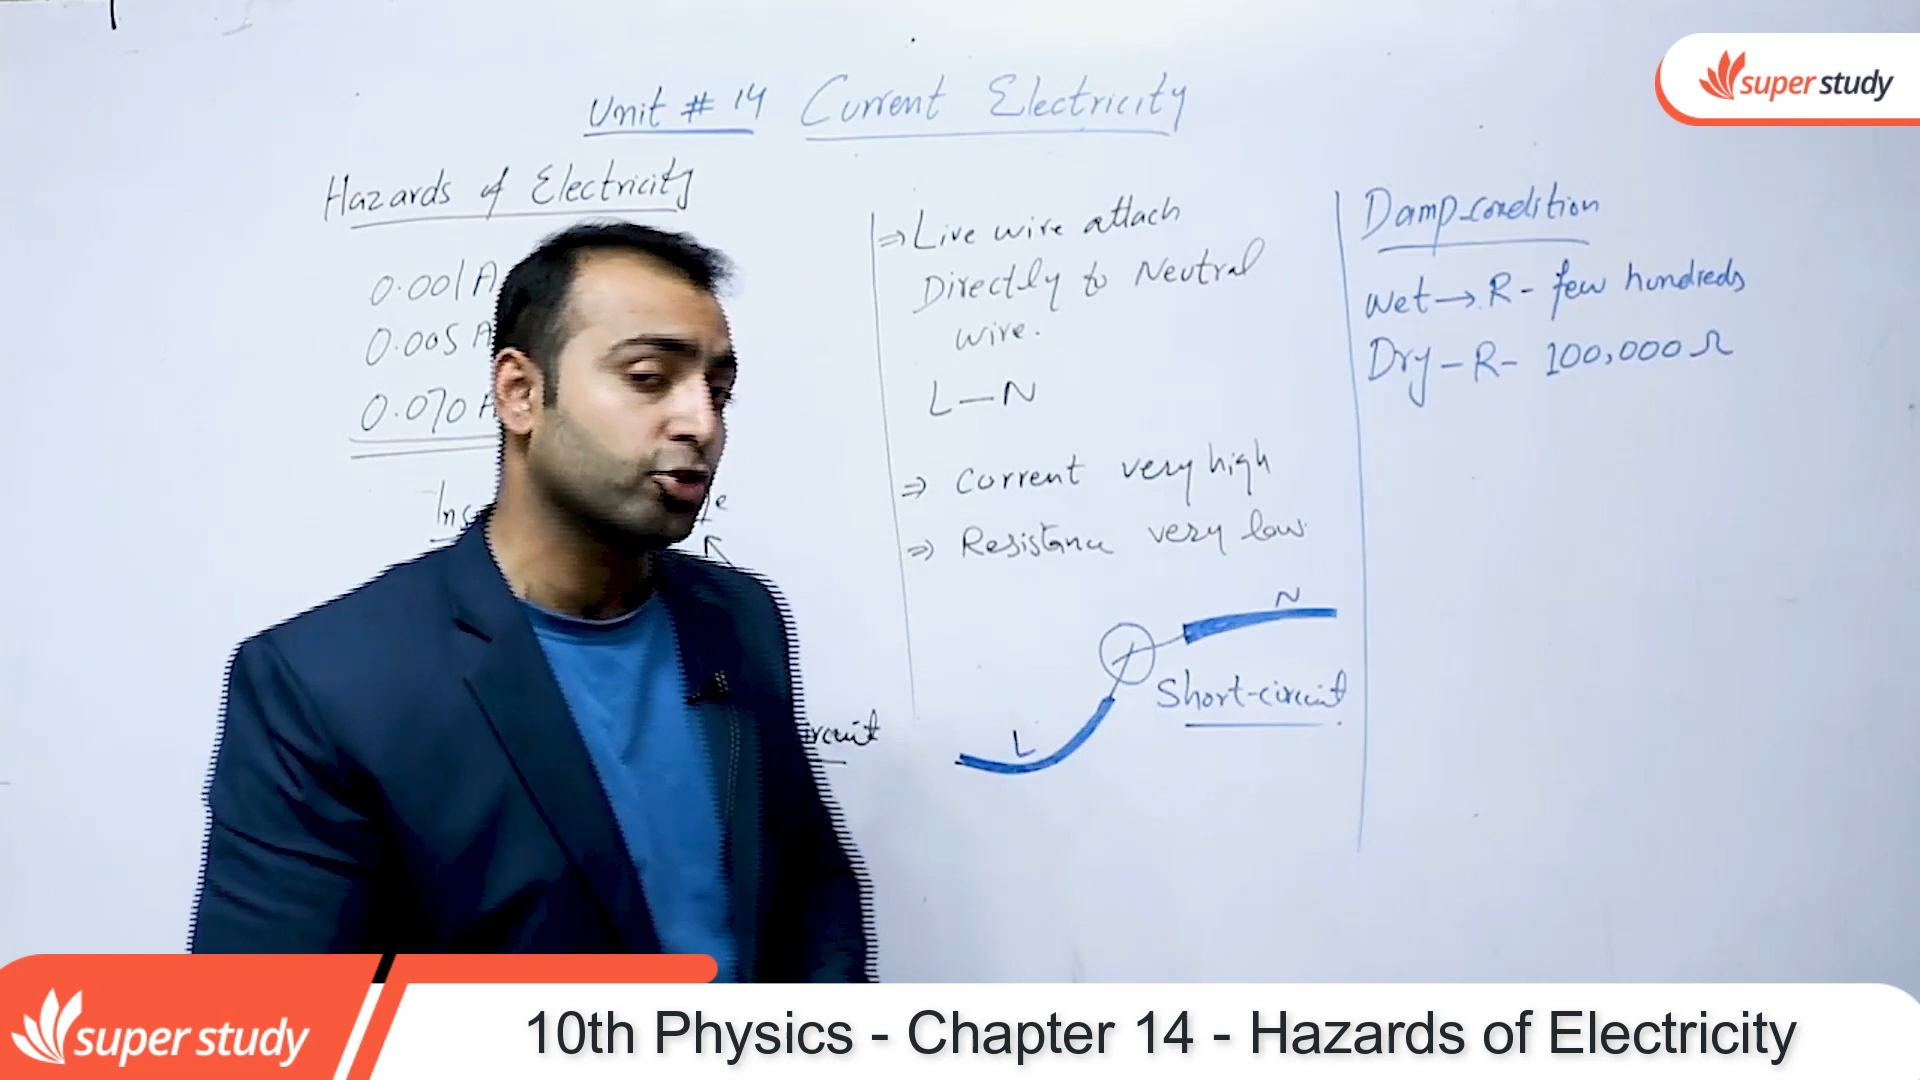 Unit # 14 Current Electricity
Hazards of Electricity
0.001 A
0.005 A
0.070 A
⇒ Live wire attach
Directly to Neutral
wire.
L — N
⇒ Current very high
⇒ Resistance very low
N
L
Short-circuit
Damp-condition
Wet → R - few hundreds
Dry - R - 100,000 Ω
super study
super study
10th Physics - Chapter 14 - Hazards of Electricity